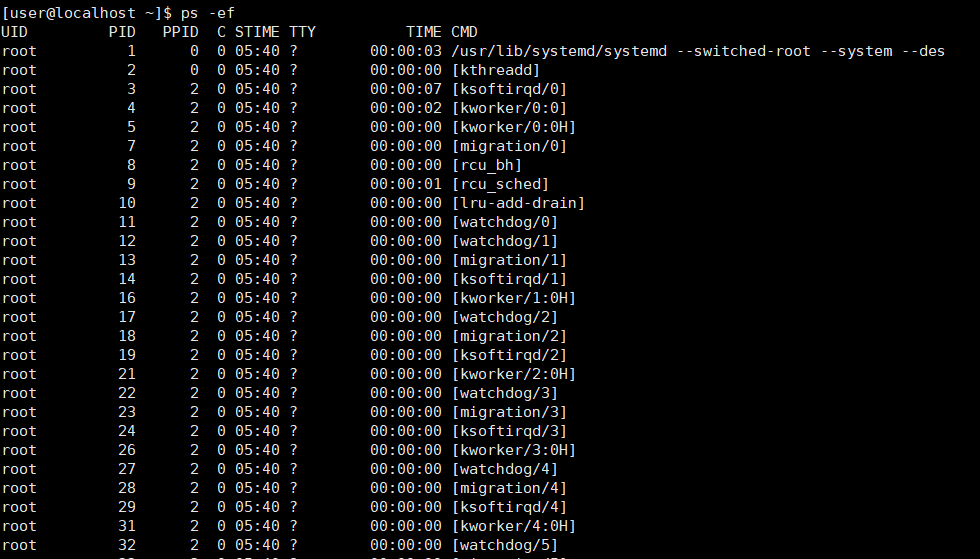 [user@localhost ~]$ ps -ef
UID         PID   PPID  C STIME TTY          TIME CMD
root          1      0  0 05:40 ?        00:00:03 /usr/lib/systemd/systemd --switched-root --system --des
root          2      0  0 05:40 ?        00:00:00 [kthreadd]
root          3      2  0 05:40 ?        00:00:07 [ksoftirqd/0]
root          4      2  0 05:40 ?        00:00:02 [kworker/0:0]
root          5      2  0 05:40 ?        00:00:00 [kworker/0:0H]
root          7      2  0 05:40 ?        00:00:00 [migration/0]
root          8      2  0 05:40 ?        00:00:00 [rcu_bh]
root          9      2  0 05:40 ?        00:00:01 [rcu_sched]
root         10      2  0 05:40 ?        00:00:00 [lru-add-drain]
root         11      2  0 05:40 ?        00:00:00 [watchdog/0]
root         12      2  0 05:40 ?        00:00:00 [watchdog/1]
root         13      2  0 05:40 ?        00:00:00 [migration/1]
root         14      2  0 05:40 ?        00:00:00 [ksoftirqd/1]
root         16      2  0 05:40 ?        00:00:00 [kworker/1:0H]
root         17      2  0 05:40 ?        00:00:00 [watchdog/2]
root         18      2  0 05:40 ?        00:00:00 [migration/2]
root         19      2  0 05:40 ?        00:00:00 [ksoftirqd/2]
root         21      2  0 05:40 ?        00:00:00 [kworker/2:0H]
root         22      2  0 05:40 ?        00:00:00 [watchdog/3]
root         23      2  0 05:40 ?        00:00:00 [migration/3]
root         24      2  0 05:40 ?        00:00:00 [ksoftirqd/3]
root         26      2  0 05:40 ?        00:00:00 [kworker/3:0H]
root         27      2  0 05:40 ?        00:00:00 [watchdog/4]
root         28      2  0 05:40 ?        00:00:00 [migration/4]
root         29      2  0 05:40 ?        00:00:00 [ksoftirqd/4]
root         31      2  0 05:40 ?        00:00:00 [kworker/4:0H]
root         32      2  0 05:40 ?        00:00:00 [watchdog/5]